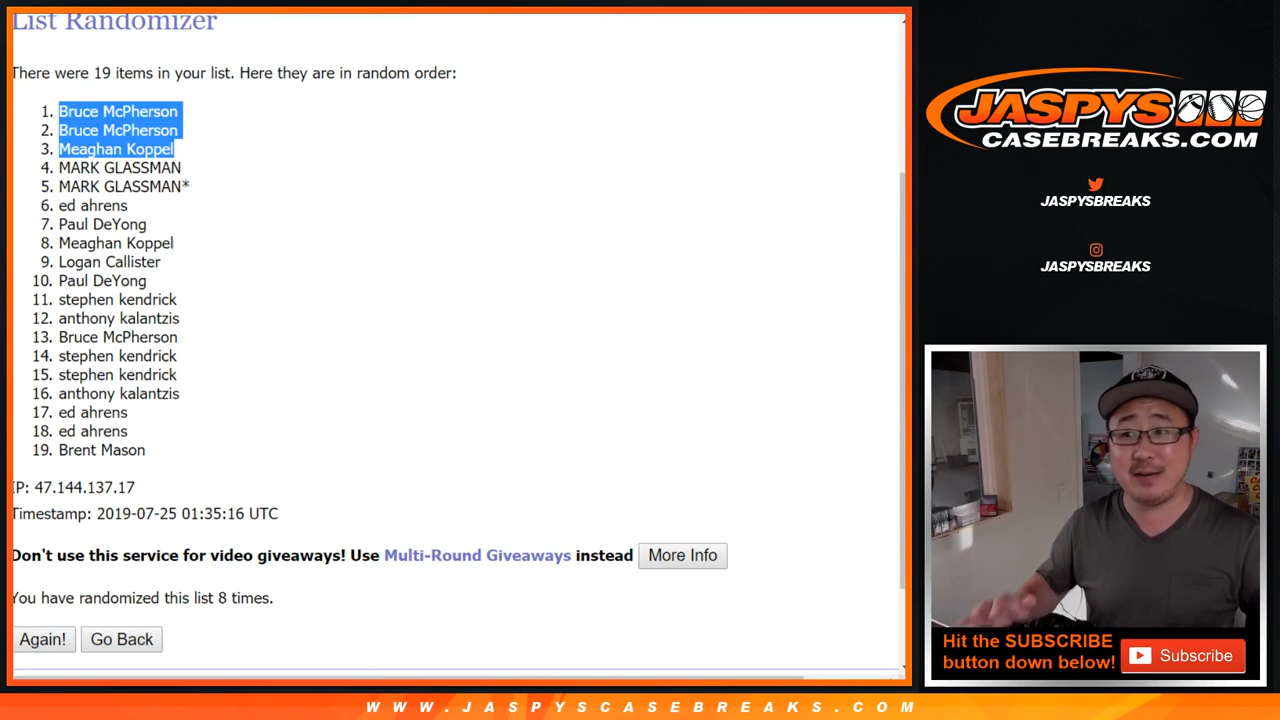 List Randomizer
There were 19 items in your list. Here they are in random order:
1. Bruce McPherson
2. Bruce McPherson
3. Meaghan Koppel
4. MARK GLASSMAN
5. MARK GLASSMAN*
6. ed ahrens
7. Paul DeYong
8. Meaghan Koppel
9. Logan Callister
10. Paul DeYong
11. stephen kendrick
12. anthony kalantzis
13. Bruce McPherson
14. stephen kendrick
15. stephen kendrick
16. anthony kalantzis
17. ed ahrens
18. ed ahrens
19. Brent Mason
IP: 47.144.137.17
Timestamp: 2019-07-25 01:35:16 UTC
Don't use this service for video giveaways! Use Multi-Round Giveaways instead More Info
You have randomized this list 8 times.
Again! Go Back
JASPYS
CASEBREAKS.COM
JASPYSBREAKS
JASPYSBREAKS
Hit the SUBSCRIBE
button down below!
Subscribe
WWW.JASPYSCASEBREAKS.COM